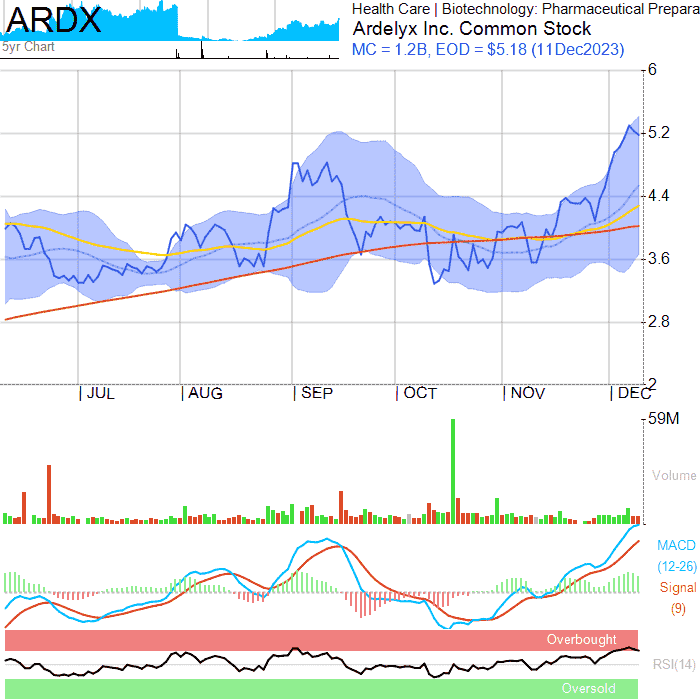 ARDX
5yr Chart
Health Care | Biotechnology: Pharmaceutical Prepara
Ardelyx Inc. Common Stock
MC = 1.2B, EOD = $5.18 (11Dec2023)
6
5.2
4.4
3.6
2.8
2
JUL AUG SEP OCT NOV DEC
59M
Volume
MACD
(12-26)
Signal
(9)
Overbought
RSI(14)
Oversold